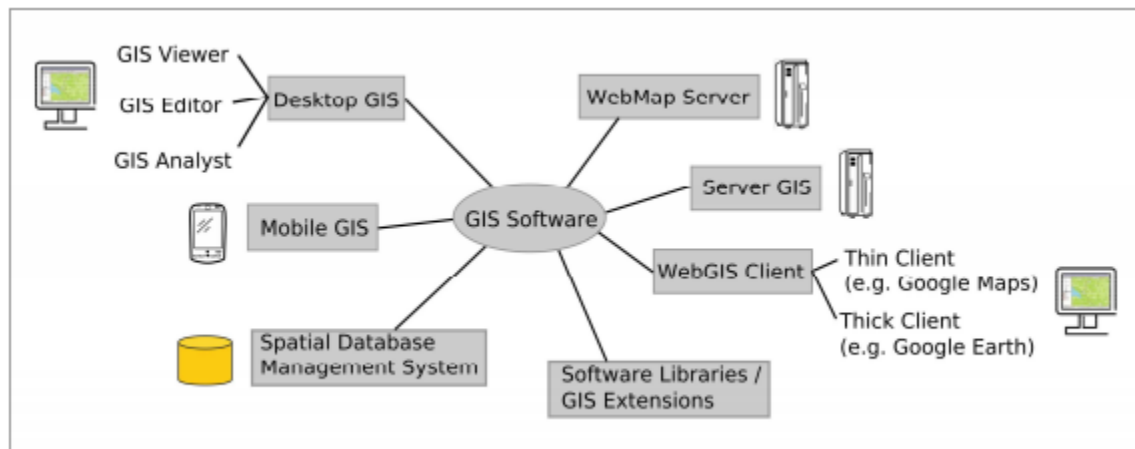 GIS Viewer
GIS Editor
GIS Analyst
Desktop GIS
WebMap Server
Server GIS
Mobile GIS
GIS Software
WebGIS Client
Thin Client
(e.g. Google Maps)
Thick Client
(e.g. Google Earth)
Spatial Database
Management System
Software Libraries /
GIS Extensions